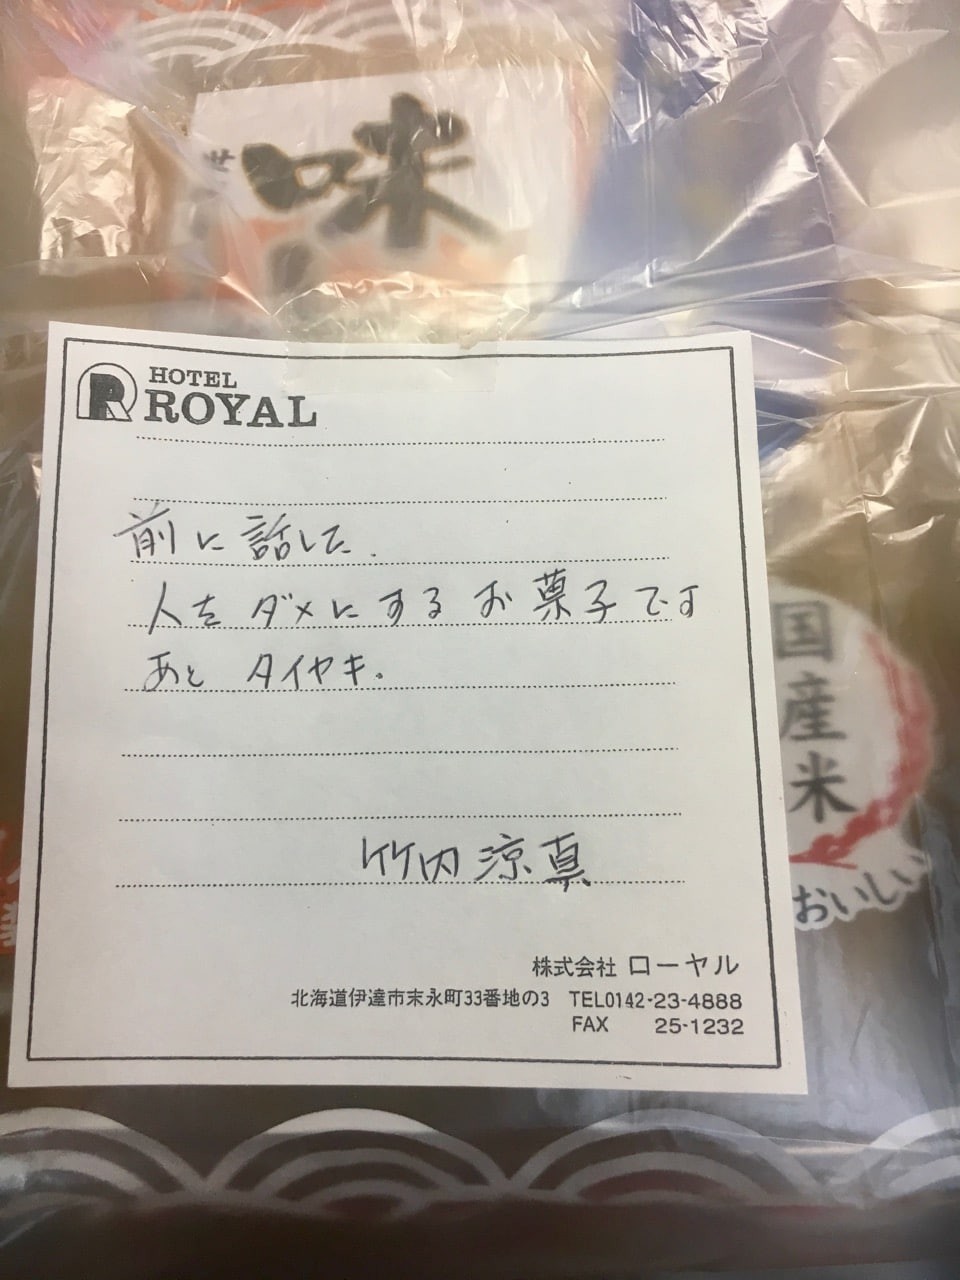 味
HOTEL
ROYAL
前に話した.
人をダメにするお菓子です
あと タイヤキ.
竹内涼真
株式会社 ローヤル
北海道伊達市末永町33番地の3 TEL0142-23-4888
FAX 25-1232
国産米
おいしい